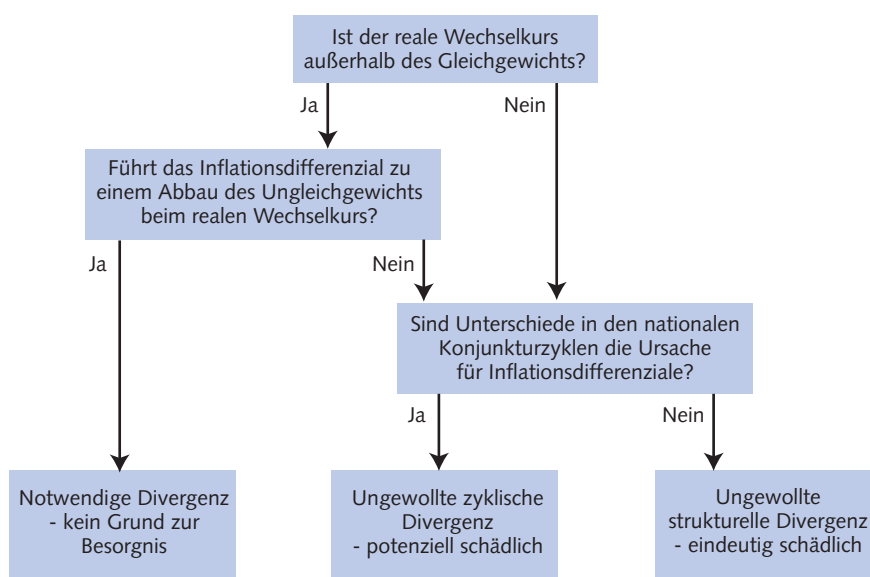 Ist der reale Wechselkurs
außerhalb des Gleichgewichts?
Ja
Nein
Führt das Inflationsdifferenzial zu
einem Abbau des Ungleichgewichts
beim realen Wechselkurs?
Ja
Nein
Sind Unterschiede in den nationalen
Konjunkturzyklen die Ursache
für Inflationsdifferenziale?
Ja
Nein
Notwendige Divergenz
- kein Grund zur
Besorgnis
Ungewollte zyklische
Divergenz
- potenziell schädlich
Ungewollte
strukturelle Divergenz
- eindeutig schädlich